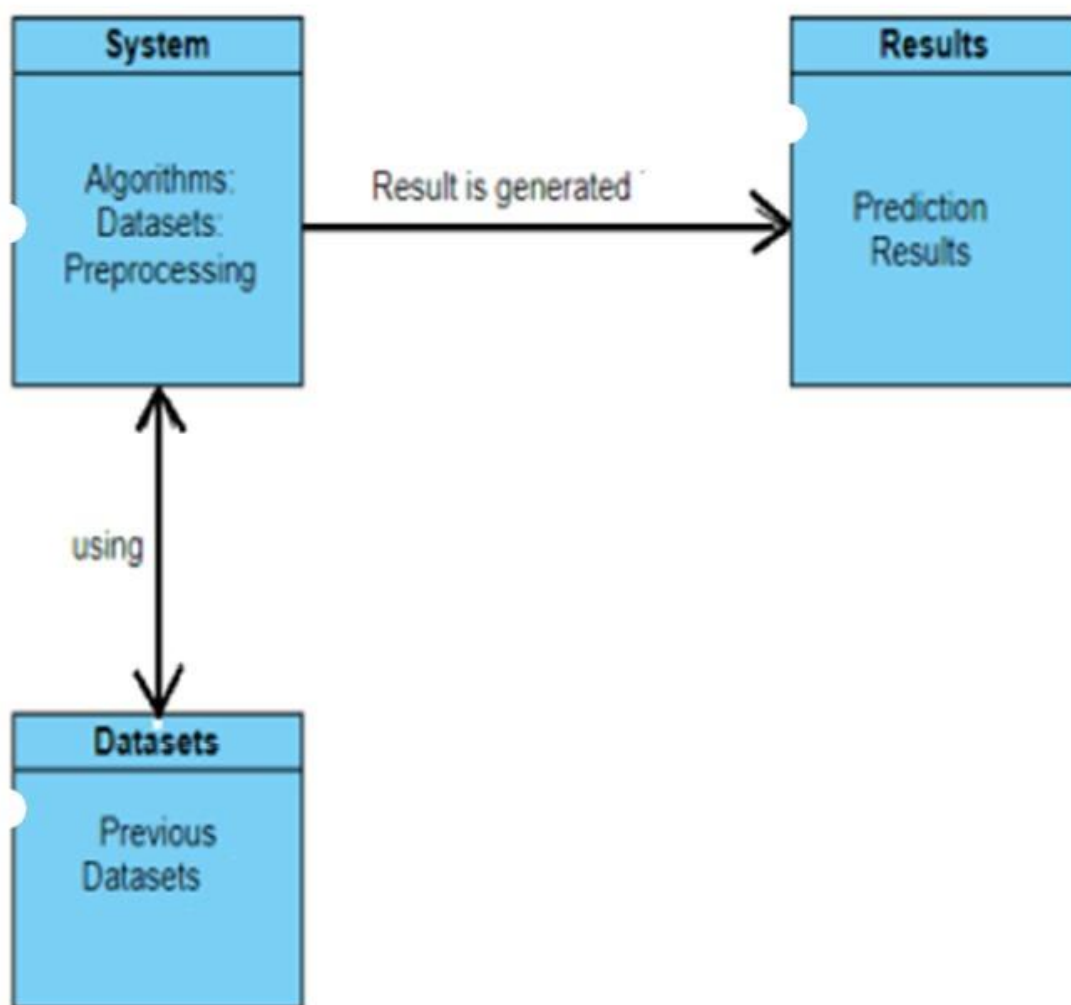 System
Algorithms:
Datasets:
Preprocessing
Result is generated
Results
Prediction
Results
using
Datasets
Previous
Datasets